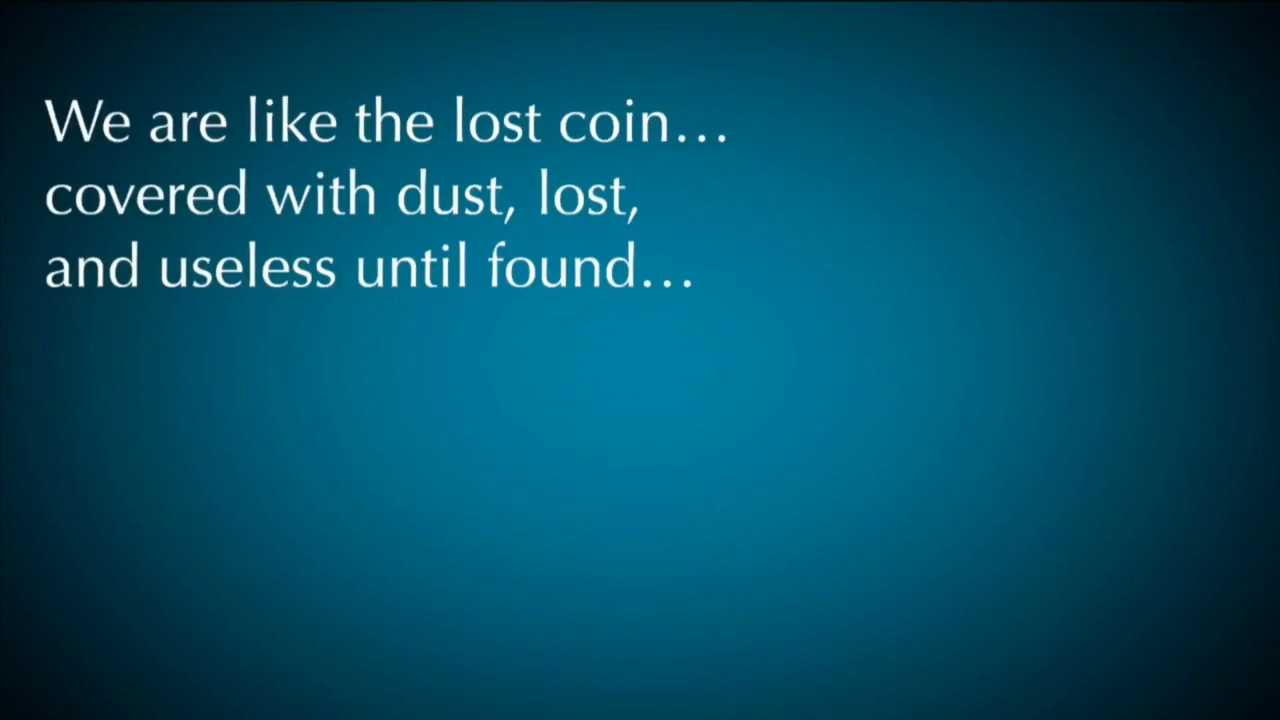 We are like the lost coin…
covered with dust, lost,
and useless until found…